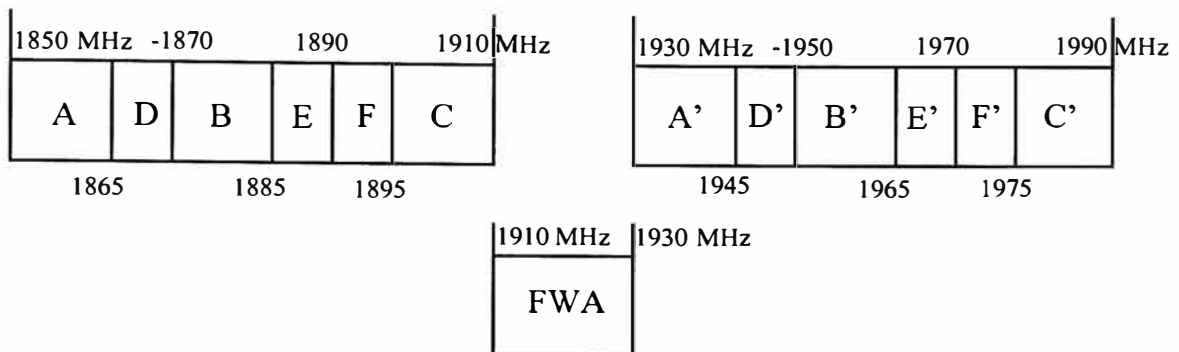 1850 MHz -1870 1890 1910 MHz
A D B E F C
1865 1885 1895
1930 MHz -1950 1970 1990 MHz
A’ D’ B’ E’ F’ C’
1945 1965 1975
1910 MHz 1930 MHz
FWA